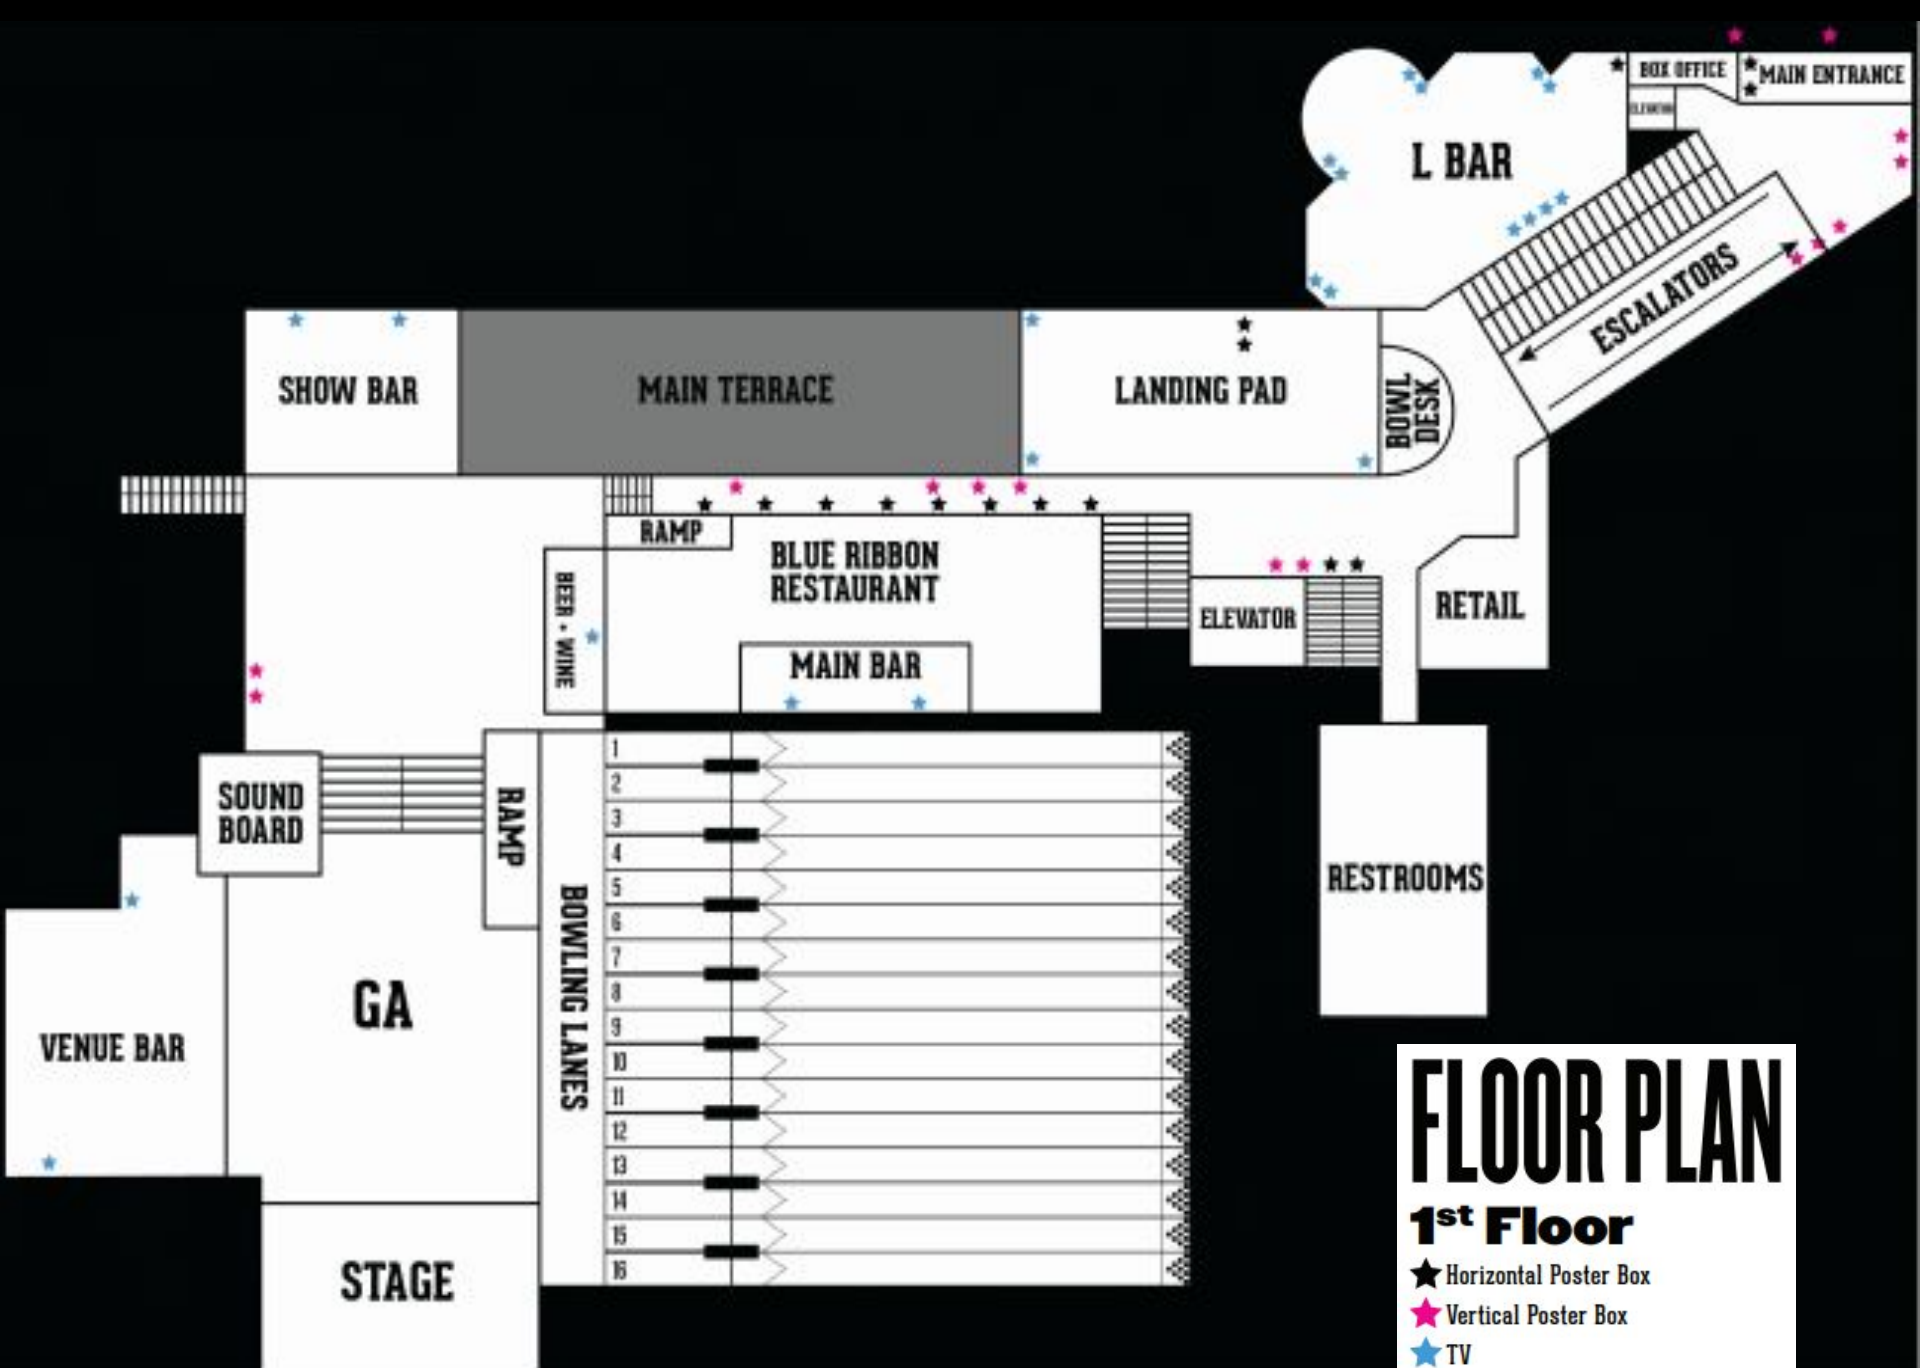 BOX OFFICE
MAIN ENTRANCE
ELEVATOR
L BAR
ESCALATORS
SHOW BAR
MAIN TERRACE
LANDING PAD
BOWL
DESK
RAMP
BLUE RIBBON
RESTAURANT
BEER • WINE
MAIN BAR
ELEVATOR
RETAIL
SOUND
BOARD
RAMP
BOWLING LANES
1
2
3
4
5
6
7
8
9
10
11
12
13
14
15
16
RESTROOMS
GA
VENUE BAR
STAGE
FLOOR PLAN
1st Floor
Horizontal Poster Box
Vertical Poster Box
TV